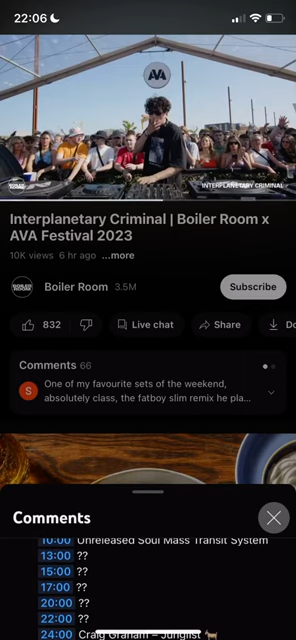 22:06
AVA
INTERPLANETARY CRIMINAL
Interplanetary Criminal | Boiler Room x
AVA Festival 2023
10K views 6 hr ago ...more
Boiler Room 3.5M
Subscribe
832
Live chat
Share
Do
Comments 66
S
One of my favourite sets of the weekend,
absolutely class, the fatboy slim remix he pla...
Comments
10:00 Unreleased Soul Mass Transit System
13:00 ??
15:00 ??
17:00 ??
20:00 ??
22:00 ??
24:00 Craig Graham – Junglist 🐂